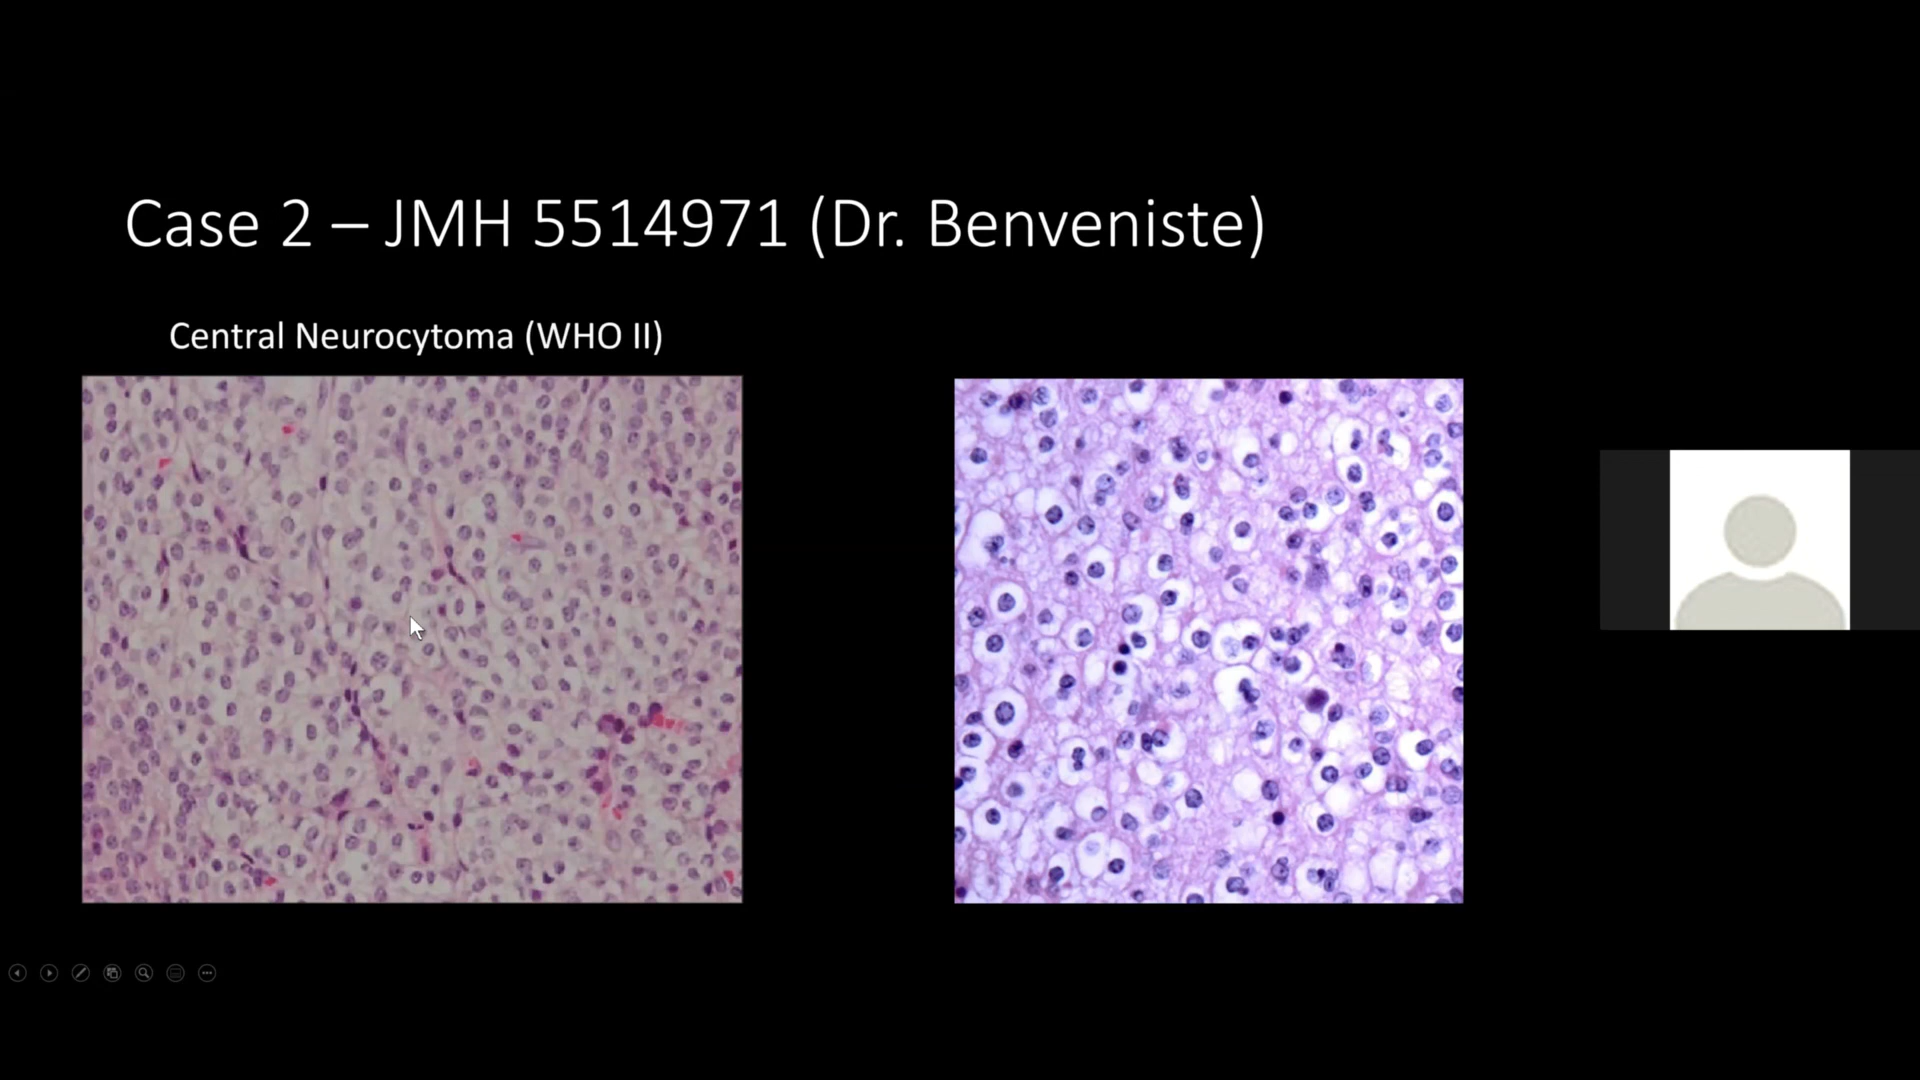 Case 2 – JMH 5514971 (Dr. Benveniste)
Central Neurocytoma (WHO II)